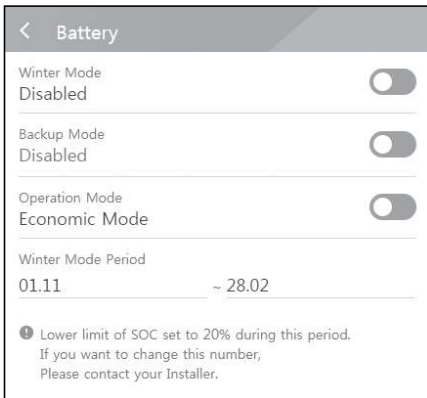 Battery
Winter Mode
Disabled
Backup Mode
Disabled
Operation Mode
Economic Mode
Winter Mode Period
01.11 ~ 28.02
Lower limit of SOC set to 20% during this period.
If you want to change this number,
Please contact your Installer.